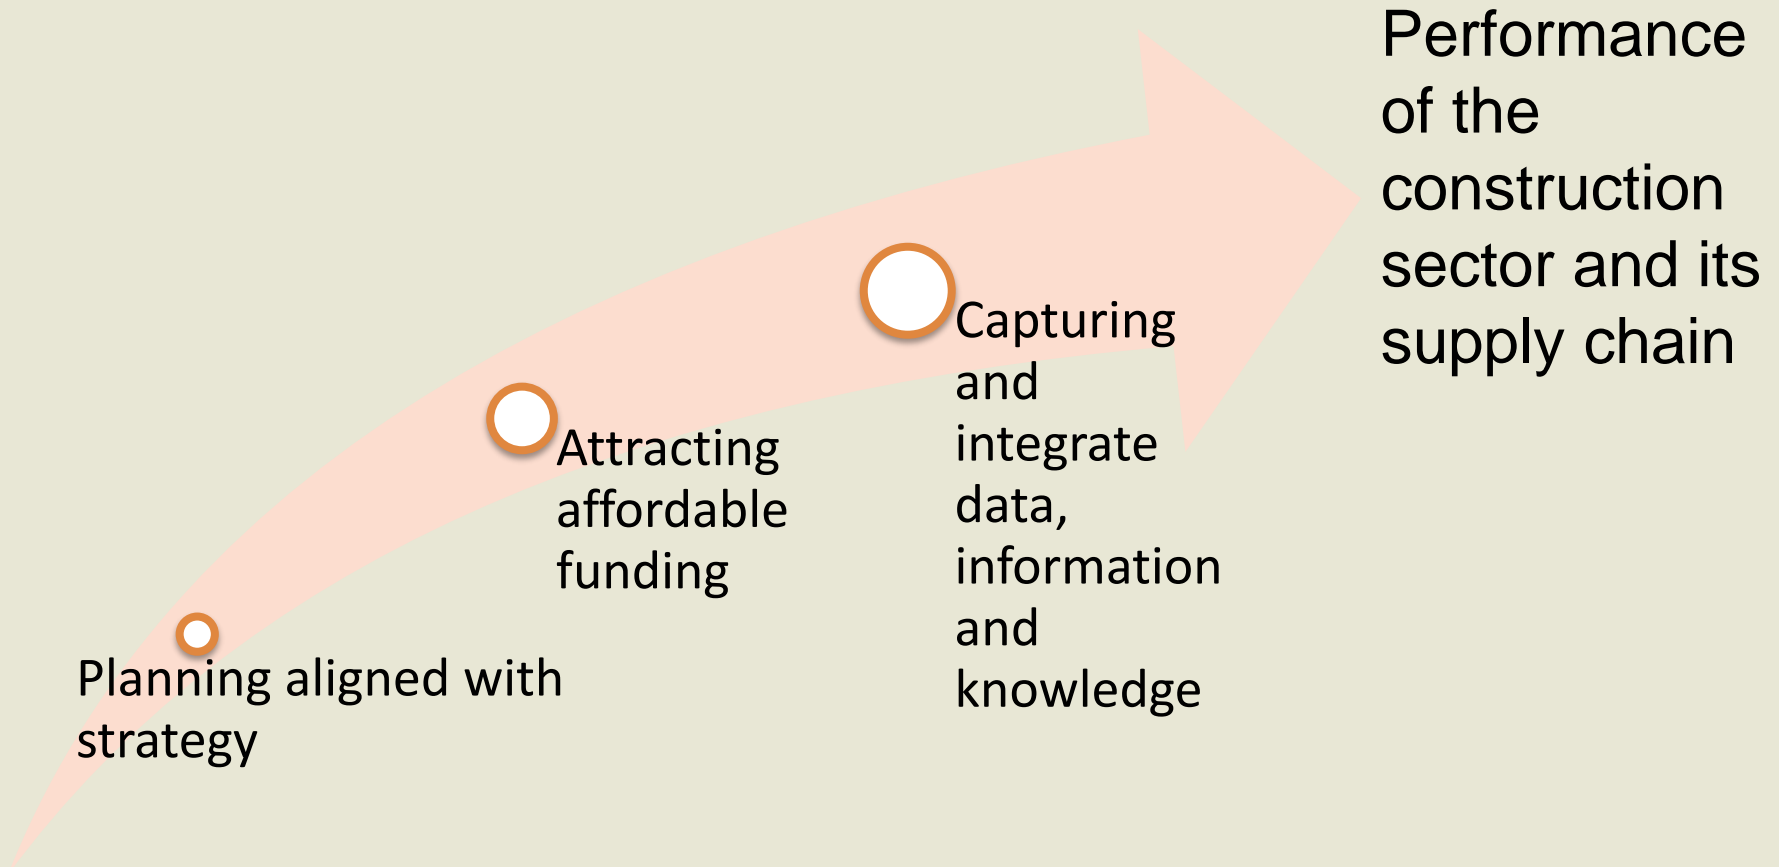 Performance
of the
construction
sector and its
supply chain
Capturing
and
integrate
data,
information
and
knowledge
Attracting
affordable
funding
Planning aligned with
strategy